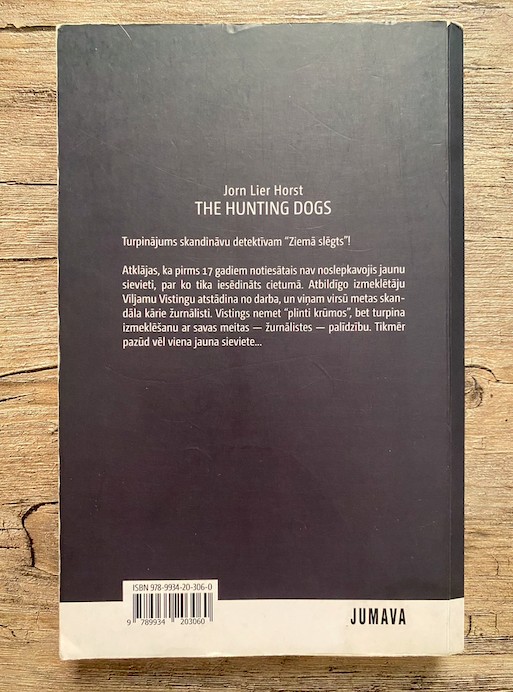 Jorn Lier Horst
THE HUNTING DOGS
Turpinājums skandināvu detektīvam “Ziemā slēgts”!
Atklājas, ka pirms 17 gadiem notiesātais nav noslepkavojis jaunu
sievieti, par ko tika iesēdināts cietumā. Atbildīgo izmeklētāju
Viljamu Vistingu atstādina no darba, un viņam virsū metas skan-
dāla kārie žurnālisti. Vistings nemet “plinti krūmos”, bet turpina
izmeklēšanu ar savas meitas — žurnālistes — palīdzību. Tikmēr
pazūd vēl viena jauna sieviete...
ISBN 978-9934-20-306-0
9 789934 203060
JUMAVA